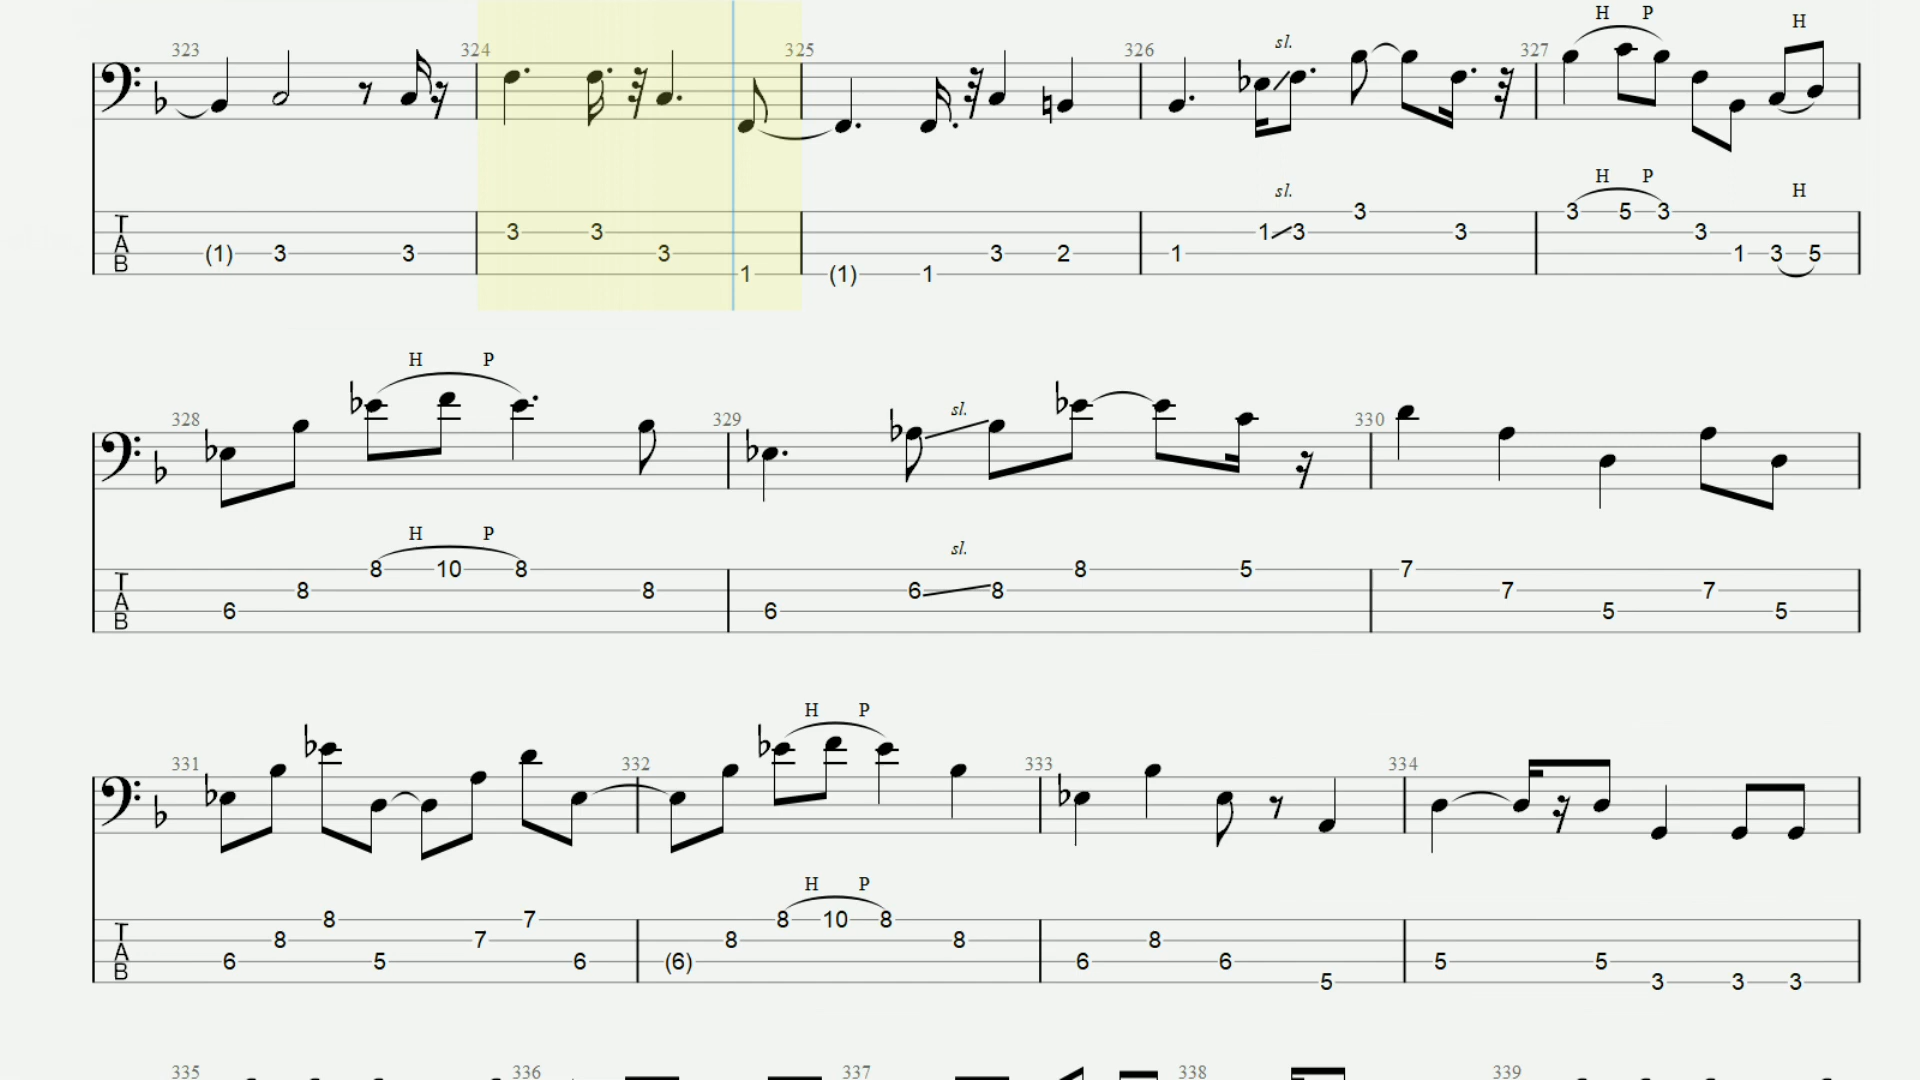 H P H
323 324 325 326 sl. 327
H P H
sl.
3 3 3 5 3
T 3 3 1 3 3 3
A (1) 3 3 3 3 2 1 1 3 5
B 1 (1) 1
H P
328 329 sl. 330
H P
sl.
8 10 8 8 5 7
T 8 8 6 8 7 7
A 6 6 5 5
B
H P
331 332 333 334
H P
8 7 8 10 8
T 8 7 8 8 8
A 6 5 6 (6) 6 6 5 5
B 5 3 3 3
335 336 337 338 339